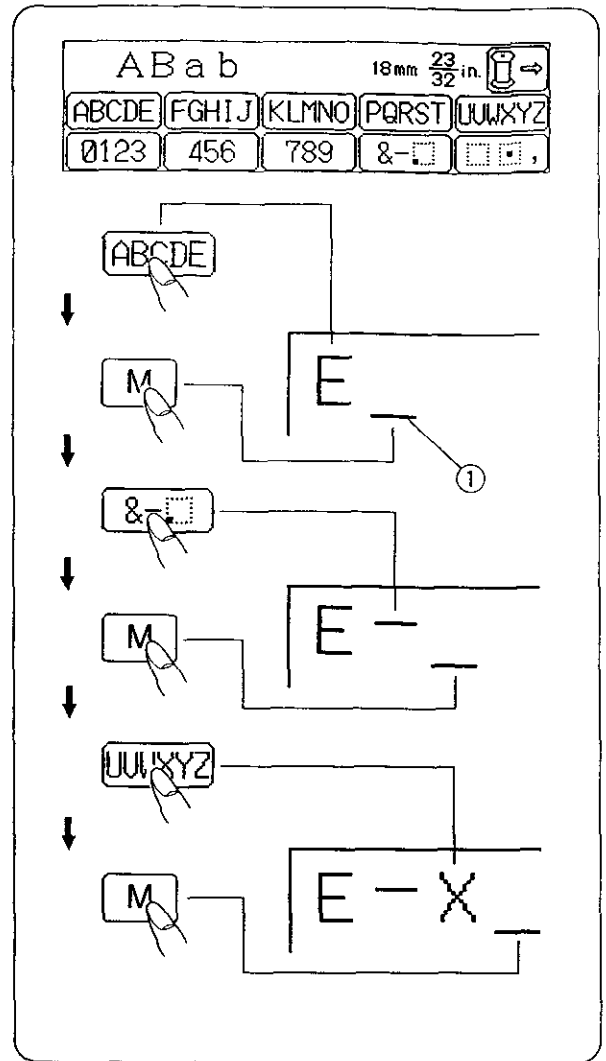 ABab 18mm 23/32 in. ⇒
ABCDE FGHIJ KLMNO PQRST UVWXYZ
0123 456 789 &-. ,
ABCDE
E
M
①
&-.
E -
M
UVWXYZ
E - X
M